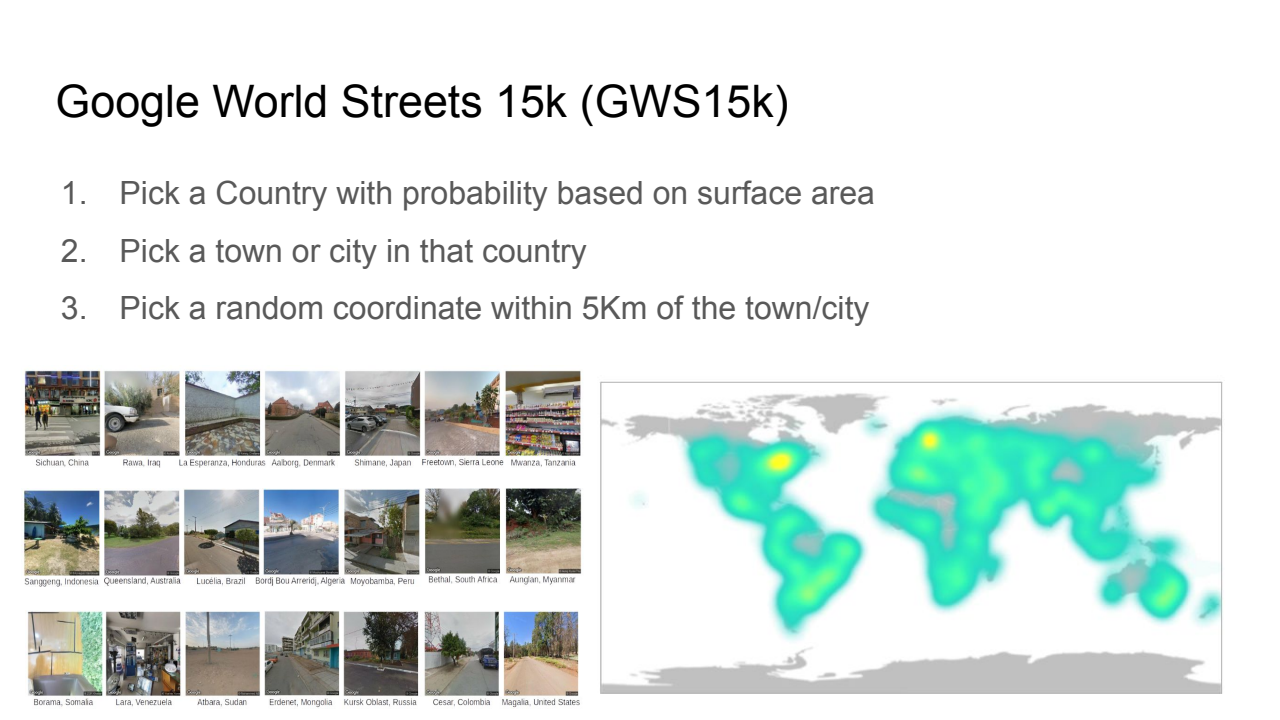 Google World Streets 15k (GWS15k)
1. Pick a Country with probability based on surface area
2. Pick a town or city in that country
3. Pick a random coordinate within 5Km of the town/city
Sichuan, China Rawa, Iraq La Esperanza, Honduras Aalborg, Denmark Shimane, Japan Freetown, Sierra Leone Mwanza, Tanzania
Sanggeng, Indonesia Queensland, Australia Lucélia, Brazil Bordj Bou Arreridj, Algeria Moyobamba, Peru Bethal, South Africa Aunglan, Myanmar
Borama, Somalia Lara, Venezuela Atbara, Sudan Erdenet, Mongolia Kursk Oblast, Russia Cesar, Colombia Magalia, United States